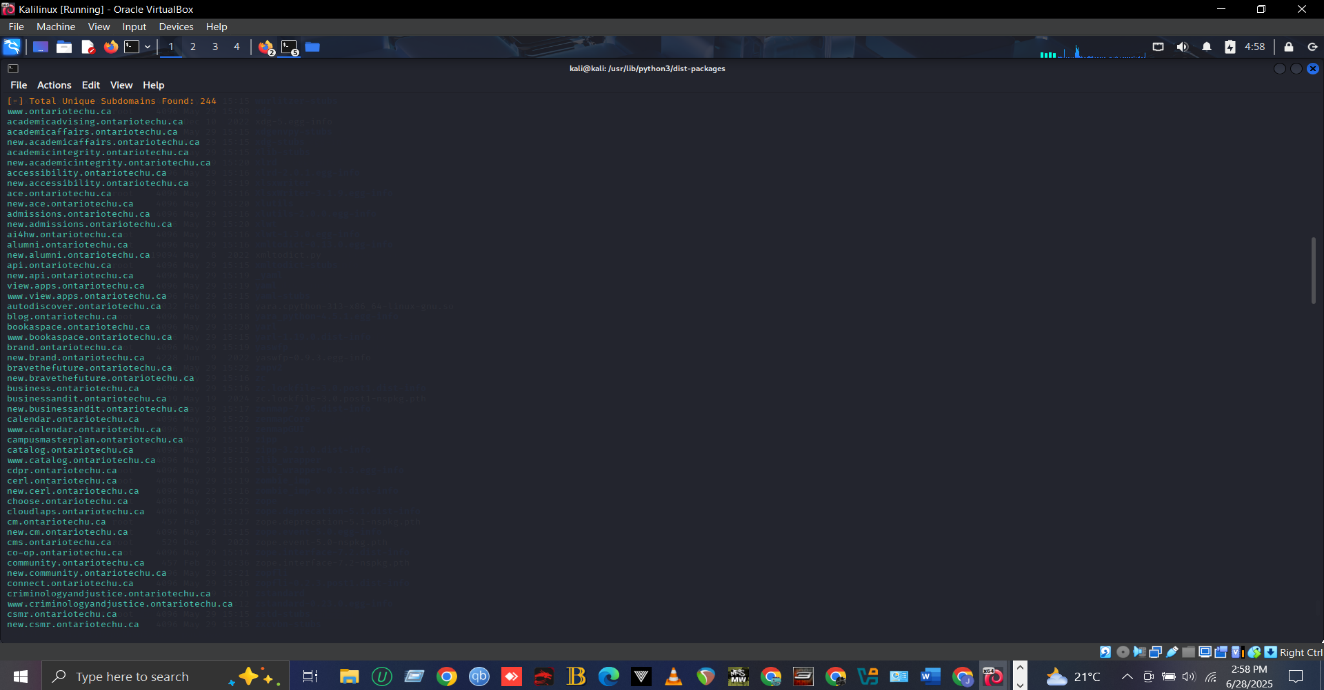 Kalilinux [Running] - Oracle VirtualBox
File Machine View Input Devices Help
1 2 3 4 2 5 4:58
kali@kali: /usr/lib/python3/dist-packages
File Actions Edit View Help
[-] Total Unique Subdomains Found: 244
www.ontariotechu.ca
academicadvising.ontariotechu.ca
academicaffairs.ontariotechu.ca
new.academicaffairs.ontariotechu.ca
academicintegrity.ontariotechu.ca
new.academicintegrity.ontariotechu.ca
accessibility.ontariotechu.ca
new.accessibility.ontariotechu.ca
ace.ontariotechu.ca
new.ace.ontariotechu.ca
admissions.ontariotechu.ca
new.admissions.ontariotechu.ca
ai4hw.ontariotechu.ca
alumni.ontariotechu.ca
new.alumni.ontariotechu.ca
api.ontariotechu.ca
new.api.ontariotechu.ca
view.apps.ontariotechu.ca
www.view.apps.ontariotechu.ca
autodiscover.ontariotechu.ca
blog.ontariotechu.ca
bookaspace.ontariotechu.ca
www.bookaspace.ontariotechu.ca
brand.ontariotechu.ca
new.brand.ontariotechu.ca
bravethefuture.ontariotechu.ca
new.bravethefuture.ontariotechu.ca
business.ontariotechu.ca
businessandit.ontariotechu.ca
new.businessandit.ontariotechu.ca
calendar.ontariotechu.ca
www.calendar.ontariotechu.ca
campusmasterplan.ontariotechu.ca
catalog.ontariotechu.ca
www.catalog.ontariotechu.ca
cdpr.ontariotechu.ca
cerl.ontariotechu.ca
new.cerl.ontariotechu.ca
choose.ontariotechu.ca
cloudlaps.ontariotechu.ca
cm.ontariotechu.ca
new.cm.ontariotechu.ca
cms.ontariotechu.ca
co-op.ontariotechu.ca
community.ontariotechu.ca
new.community.ontariotechu.ca
connect.ontariotechu.ca
criminologyandjustice.ontariotechu.ca
www.criminologyandjustice.ontariotechu.ca
csmr.ontariotechu.ca
new.csmr.ontariotechu.ca
Right Ctrl
Type here to search
21°C
2:58 PM
6/28/2025